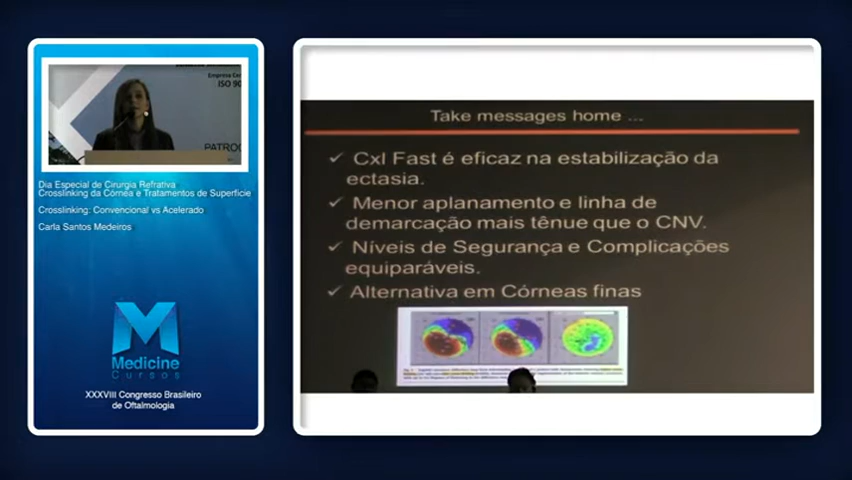 Empresa Ce
ISO 90
PATROC
Dia Especial de Cirurgia Refrativa
Crosslinking da Córnea e Tratamentos de Superfície
Crosslinking: Convencional vs Acelerado
Carla Santos Medeiros
M
Medicine
Cursos
XXXVIII Congresso Brasileiro
de Oftalmologia
Take messages home ...
✓ Cxl Fast é eficaz na estabilização da
ectasia.
✓ Menor aplanamento e linha de
demarcação mais tênue que o CNV.
✓ Níveis de Segurança e Complicações
equiparáveis.
✓ Alternativa em Córneas finas